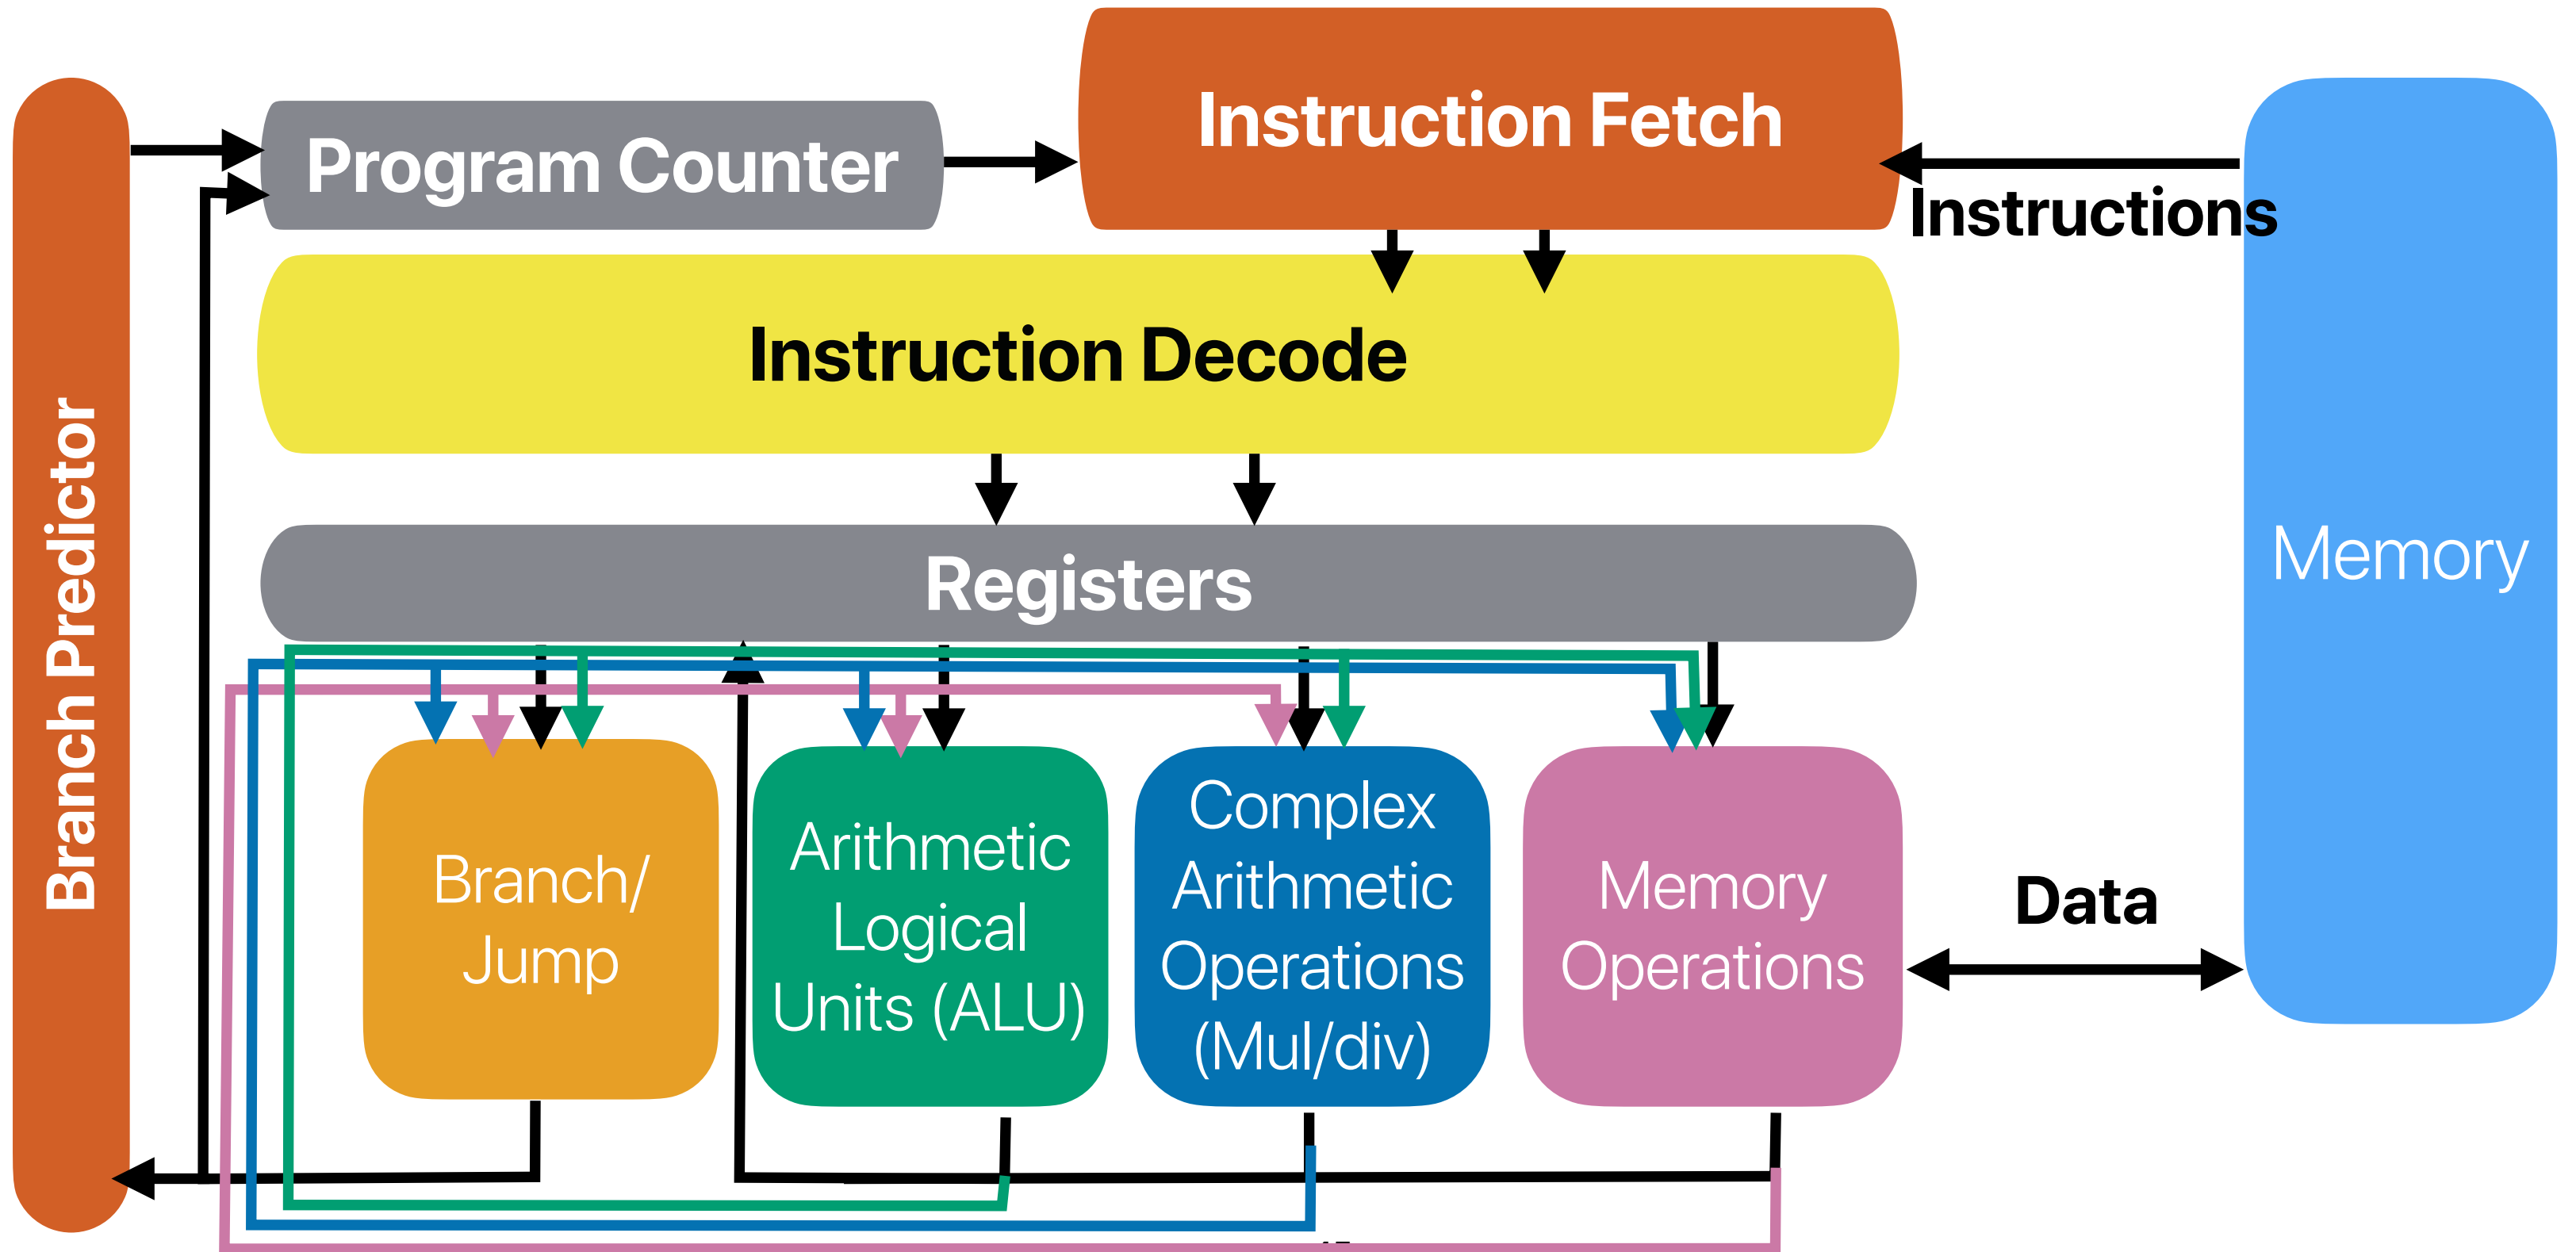 Instruction Fetch
Program Counter
Instructions
Instruction Decode
Branch Predictor
Registers
Memory
Branch/
Jump
Arithmetic
Logical
Units (ALU)
Complex
Arithmetic
Operations
(Mul/div)
Memory
Operations
Data